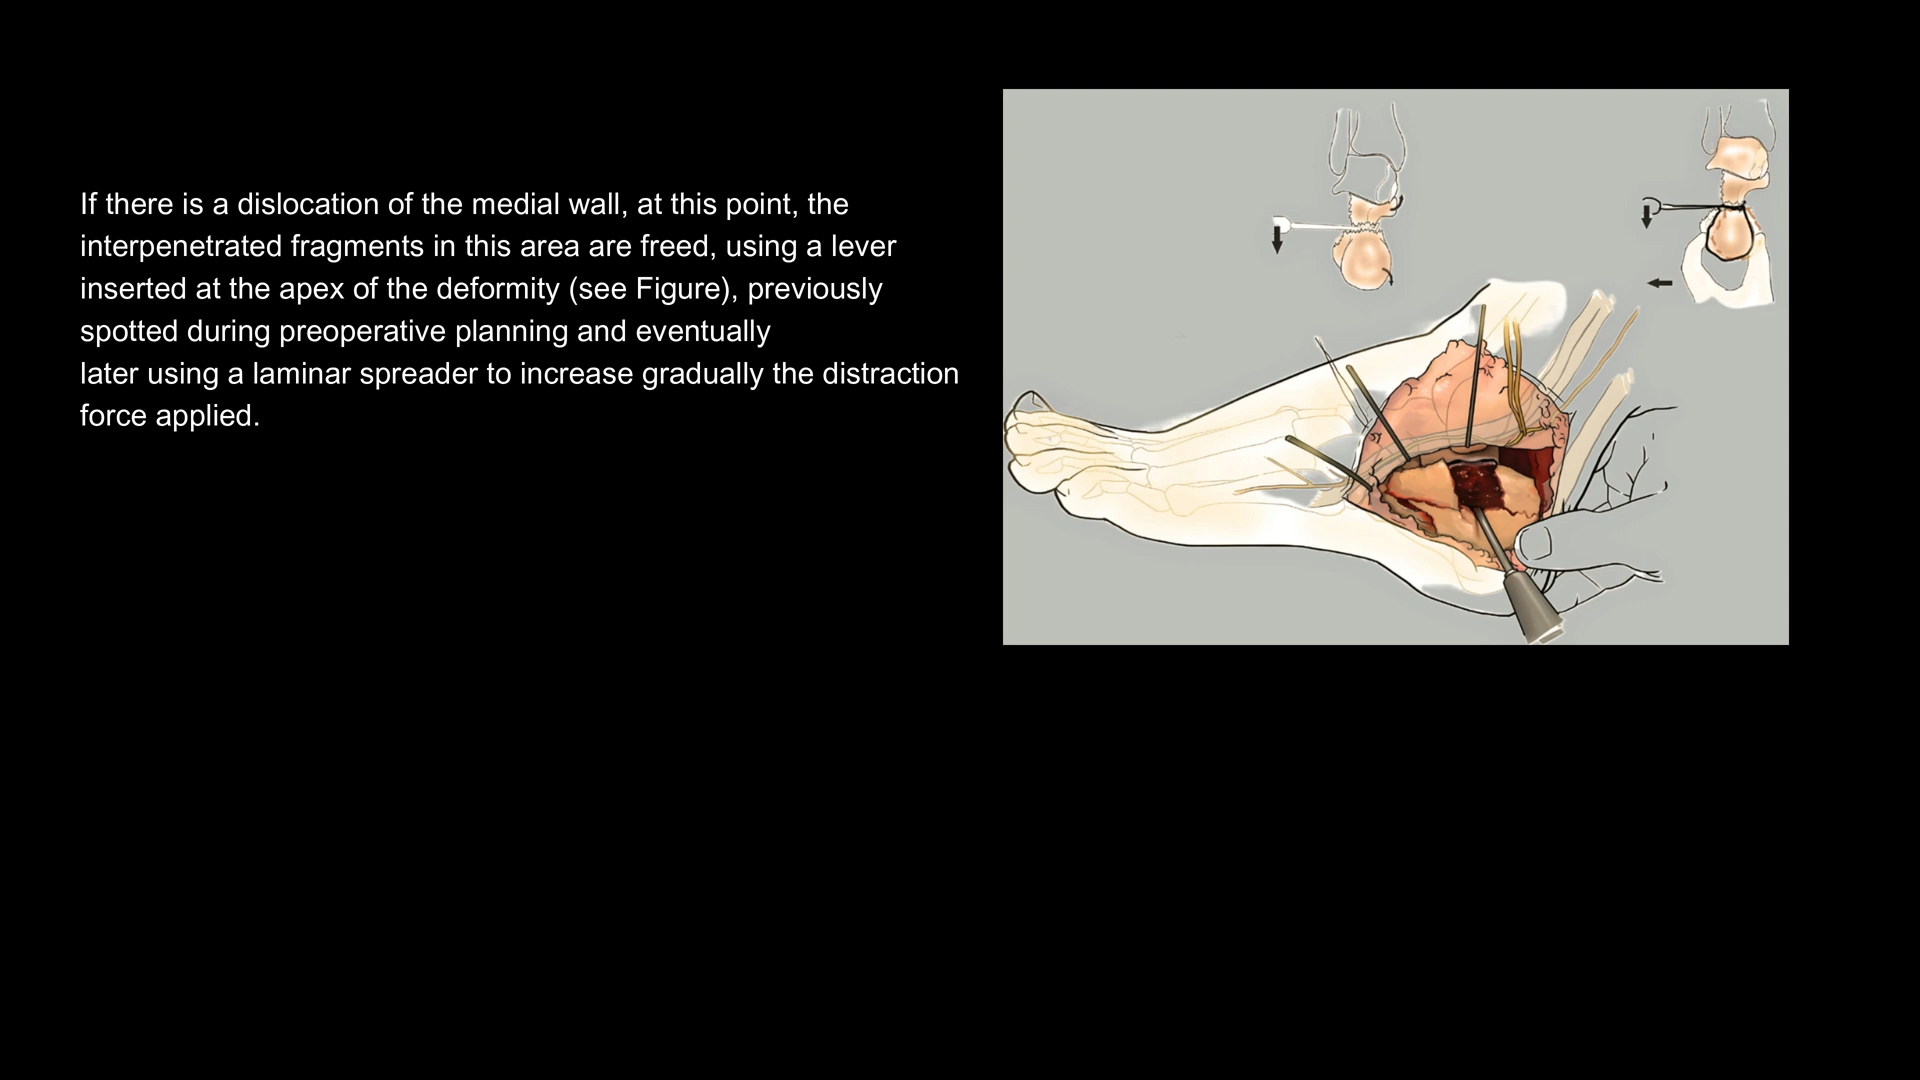 If there is a dislocation of the medial wall, at this point, the
interpenetrated fragments in this area are freed, using a lever
inserted at the apex of the deformity (see Figure), previously
spotted during preoperative planning and eventually
later using a laminar spreader to increase gradually the distraction
force applied.